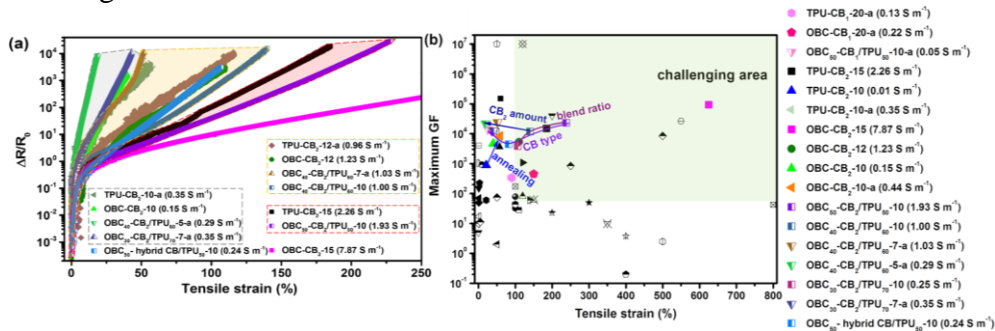 (a)
10⁴
10³
10²
10¹
10⁰
10⁻¹
10⁻²
10⁻³
ΔR/R₀
0 50 100 150 200 250
Tensile strain (%)
TPU-CB₂-12-a (0.96 S m⁻¹)
OBC-CB₂-12 (1.23 S m⁻¹)
OBC₄₀-CB₂/TPU₆₀-7-a (1.03 S m⁻¹)
OBC₄₀-CB₂/TPU₆₀-10 (1.00 S m⁻¹)
TPU-CB₂-10-a (0.35 S m⁻¹)
OBC-CB₂-10 (0.15 S m⁻¹)
OBC₄₀-CB₂/TPU₆₀-5-a (0.29 S m⁻¹)
/TPU₇₀-7-a (0.35 S m⁻¹)
OBC₅₀- hybrid CB/TPU₅₀-10 (0.24 S m⁻¹)
TPU-CB₂-15 (2.26 S m⁻¹)
OBC₅₀-CB₂/TPU₅₀-10 (1.93 S m⁻¹)
OBC-CB₂-15 (7.87 S m⁻¹)
(b)
10⁷
10⁶
10⁵
10⁴
10³
10²
10¹
10⁰
10⁻¹
Maximum GF
challenging area
CB₂ amount
blend ratio
CB type
annealing
0 100 200 300 400 500 600 700 800
Tensile strain (%)
TPU-CB₁-20-a (0.13 S m⁻¹)
OBC-CB₁-20-a (0.22 S m⁻¹)
OBC₅₀-CB₁/TPU₅₀-10-a (0.05 S m⁻¹)
TPU-CB₂-15 (2.26 S m⁻¹)
TPU-CB₂-10 (0.01 S m⁻¹)
TPU-CB₂-10-a (0.35 S m⁻¹)
OBC-CB₂-15 (7.87 S m⁻¹)
OBC-CB₂-12 (1.23 S m⁻¹)
OBC-CB₂-10 (0.15 S m⁻¹)
OBC-CB₂-10-a (0.44 S m⁻¹)
OBC₅₀-CB₂/TPU₅₀-10 (1.93 S m⁻¹)
OBC₄₀-CB₂/TPU₆₀-10 (1.00 S m⁻¹)
OBC₄₀-CB₂/TPU₆₀-7-a (1.03 S m⁻¹)
OBC₄₀-CB₂/TPU₆₀-5-a (0.29 S m⁻¹)
OBC₃₀-CB₂/TPU₇₀-10 (0.25 S m⁻¹)
OBC₃₀-CB₂/TPU₇₀-7-a (0.35 S m⁻¹)
OBC₅₀- hybrid CB/TPU₅₀-10 (0.24 S m⁻¹)